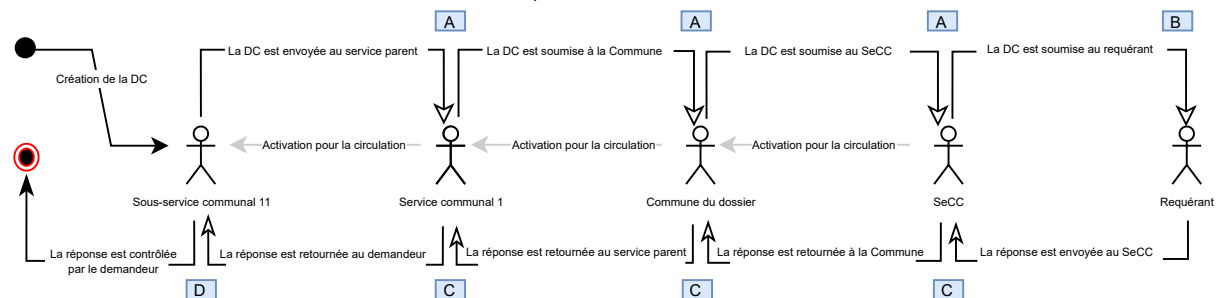 A
A
A
B
La DC est envoyée au service parent
La DC est soumise à la Commune
La DC est soumise au SeCC
La DC est soumise au requérant
Création de la DC
Activation pour la circulation
Activation pour la circulation
Activation pour la circulation
Sous-service communal 11
Service communal 1
Commune du dossier
SeCC
Requérant
La réponse est contrôlée
par le demandeur
La réponse est retournée au demandeur
La réponse est retournée au service parent
La réponse est retournée à la Commune
La réponse est envoyée au SeCC
D
C
C
C